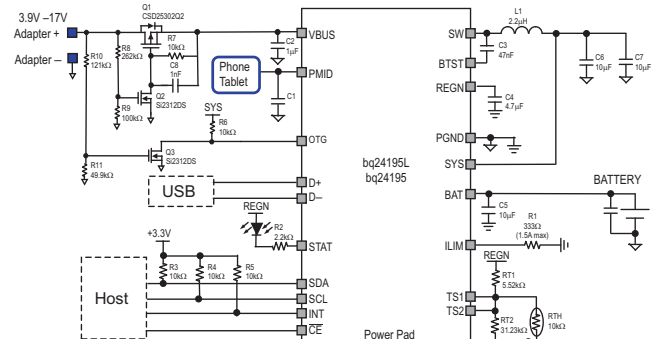 3.9V –17V
Adapter +
Adapter –
Q1
CSD25302Q2
R10
121kΩ
R8
262kΩ
R7
10kΩ
C8
1nF
C2
1µF
VBUS
Phone
Tablet
PMID
C1
Q2
Si2312DS
R9
100kΩ
SYS
R6
10kΩ
OTG
Q3
Si2312DS
R11
49.9kΩ
USB
D+
D–
REGN
R2
2.2kΩ
STAT
+3.3V
R3
10kΩ
R4
10kΩ
R5
10kΩ
Host
SDA
SCL
INT
CE
bq24195L
bq24195
Power Pad
SW
L1
2.2µH
C3
47nF
BTST
C6
10µF
C7
10µF
REGN
C4
4.7µF
PGND
SYS
BAT
BATTERY
C5
10µF
R1
333Ω
(1.5A max)
ILIM
REGN
RT1
5.52kΩ
TS1
TS2
RT2
31.23kΩ
RTH
10kΩ